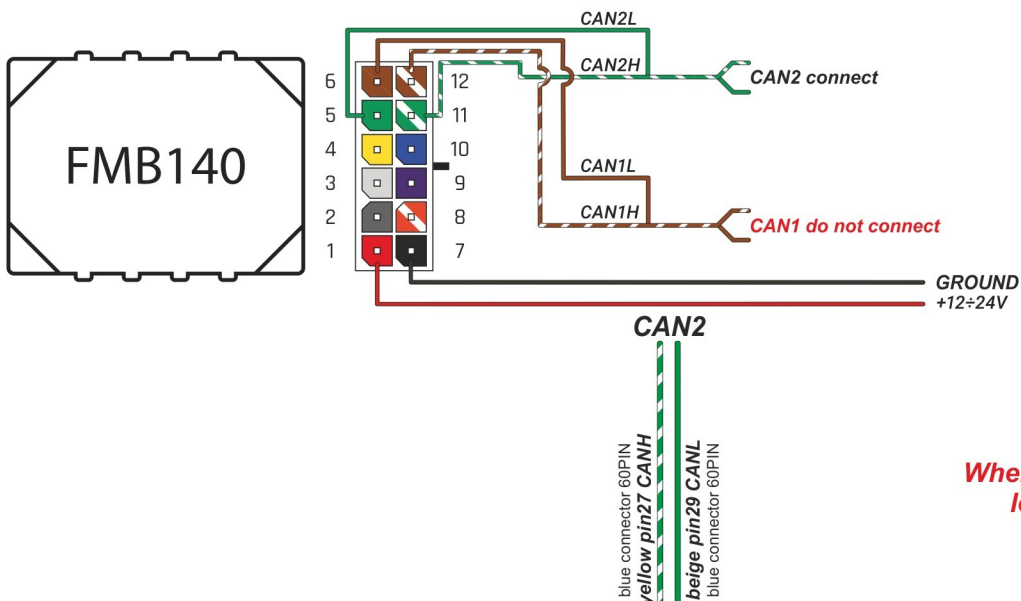 CAN2L
CAN2H
CAN2 connect
FMB140
6 12
5 11
4 10
3 9
2 8
1 7
CAN1L
CAN1H
CAN1 do not connect
GROUND
+12÷24V
CAN2
blue connector 60PIN
yellow pin27 CANH
beige pin29 CANL
blue connector 60PIN